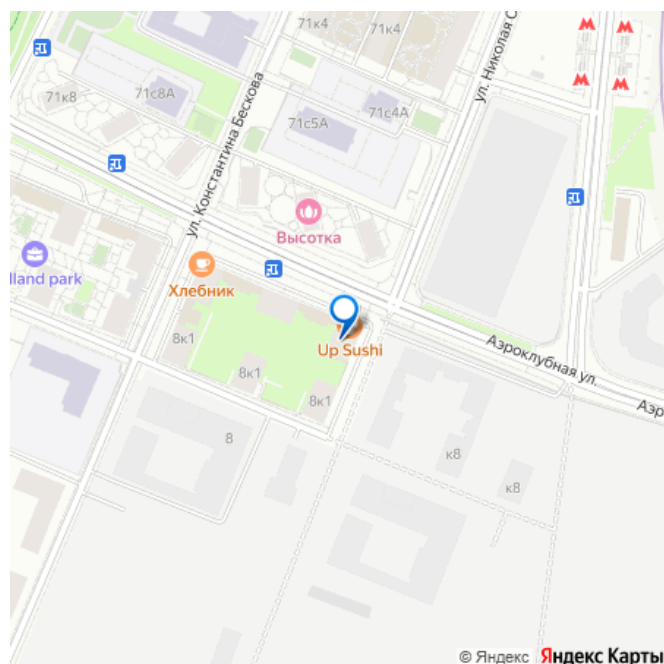 71к4
71к4
ул. Николая С
71к8
71с8А
71с5А
71с4А
ул. Константина Бескова
Высотка
lland park
Хлебник
Up Sushi
Аэроклубная ул.
Аэр
8к1
8к1
8к1
8
к8
к8
© Яндекс Яндекс Карты